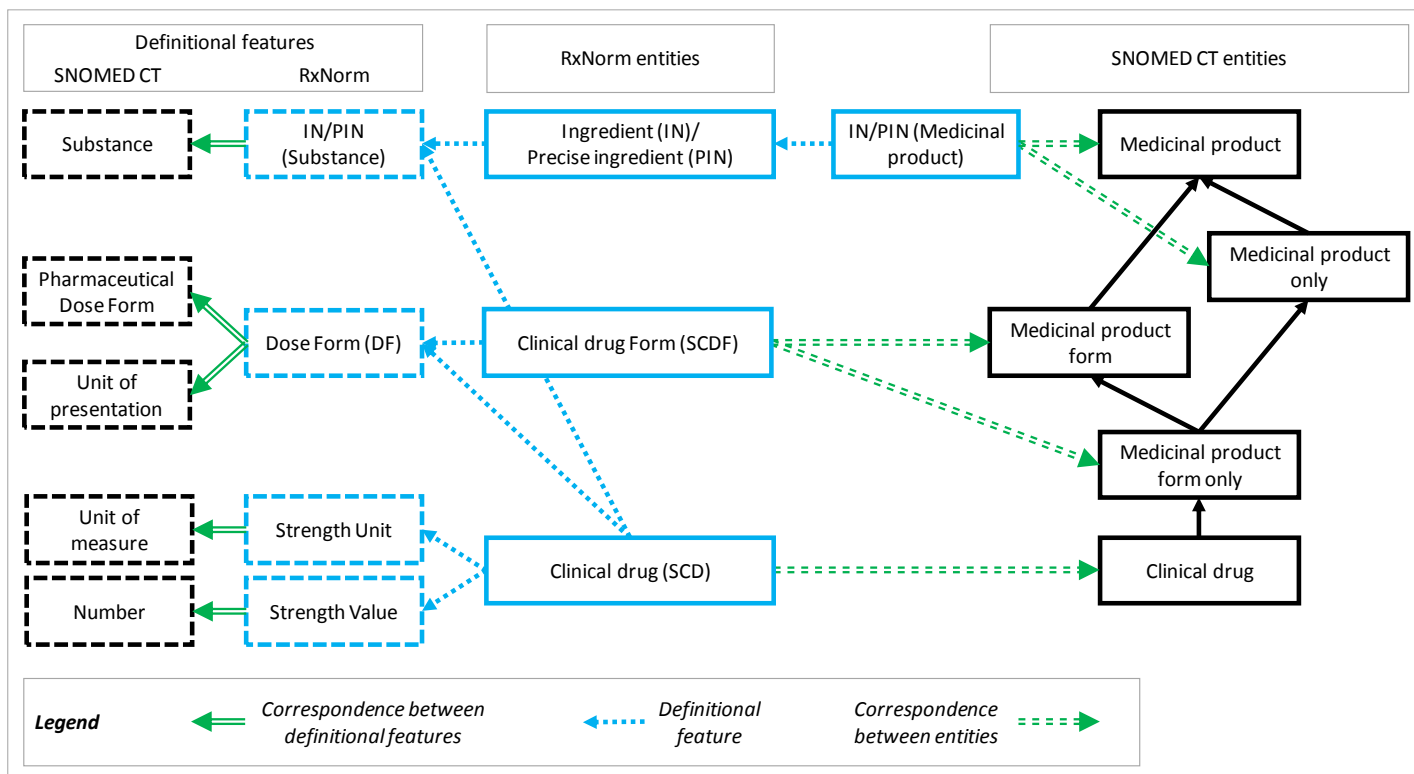 Definitional features
SNOMED CT
RxNorm
RxNorm entities
SNOMED CT entities
Substance
IN/PIN
(Substance)
Ingredient (IN)/
Precise ingredient (PIN)
IN/PIN (Medicinal
product)
Medicinal product
Medicinal product
only
Pharmaceutical
Dose Form
Dose Form (DF)
Clinical drug Form (SCDF)
Medicinal product
form
Unit of
presentation
Medicinal product
form only
Unit of
measure
Strength Unit
Clinical drug (SCD)
Clinical drug
Number
Strength Value
Legend
Correspondence between
definitional features
Definitional
feature
Correspondence
between entities